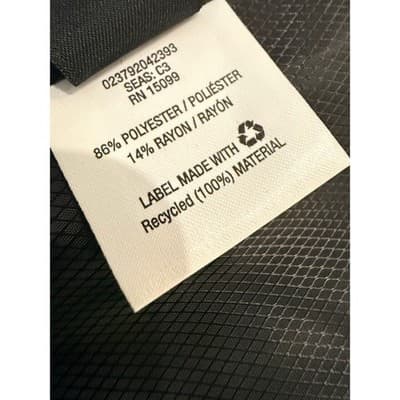 023792042393
SEAS: C3
RN 15099
86% POLYESTER / POLIÉSTER
14% RAYON / RAYÓN
LABEL MADE WITH
Recycled (100%) MATERIAL